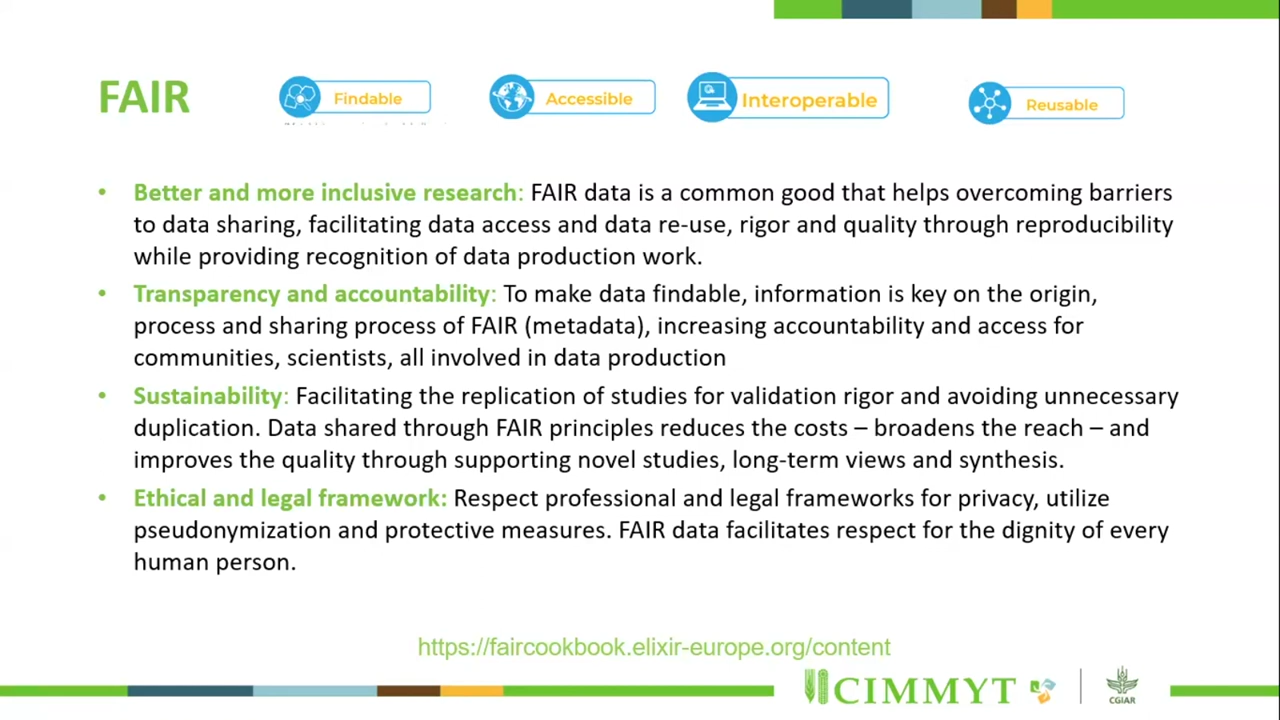 FAIR
Findable
Accessible
Interoperable
Reusable
• Better and more inclusive research: FAIR data is a common good that helps overcoming barriers
to data sharing, facilitating data access and data re-use, rigor and quality through reproducibility
while providing recognition of data production work.
• Transparency and accountability: To make data findable, information is key on the origin,
process and sharing process of FAIR (metadata), increasing accountability and access for
communities, scientists, all involved in data production
• Sustainability: Facilitating the replication of studies for validation rigor and avoiding unnecessary
duplication. Data shared through FAIR principles reduces the costs – broadens the reach – and
improves the quality through supporting novel studies, long-term views and synthesis.
• Ethical and legal framework: Respect professional and legal frameworks for privacy, utilize
pseudonymization and protective measures. FAIR data facilitates respect for the dignity of every
human person.
https://faircookbook.elixir-europe.org/content
CIMMYT
CGIAR